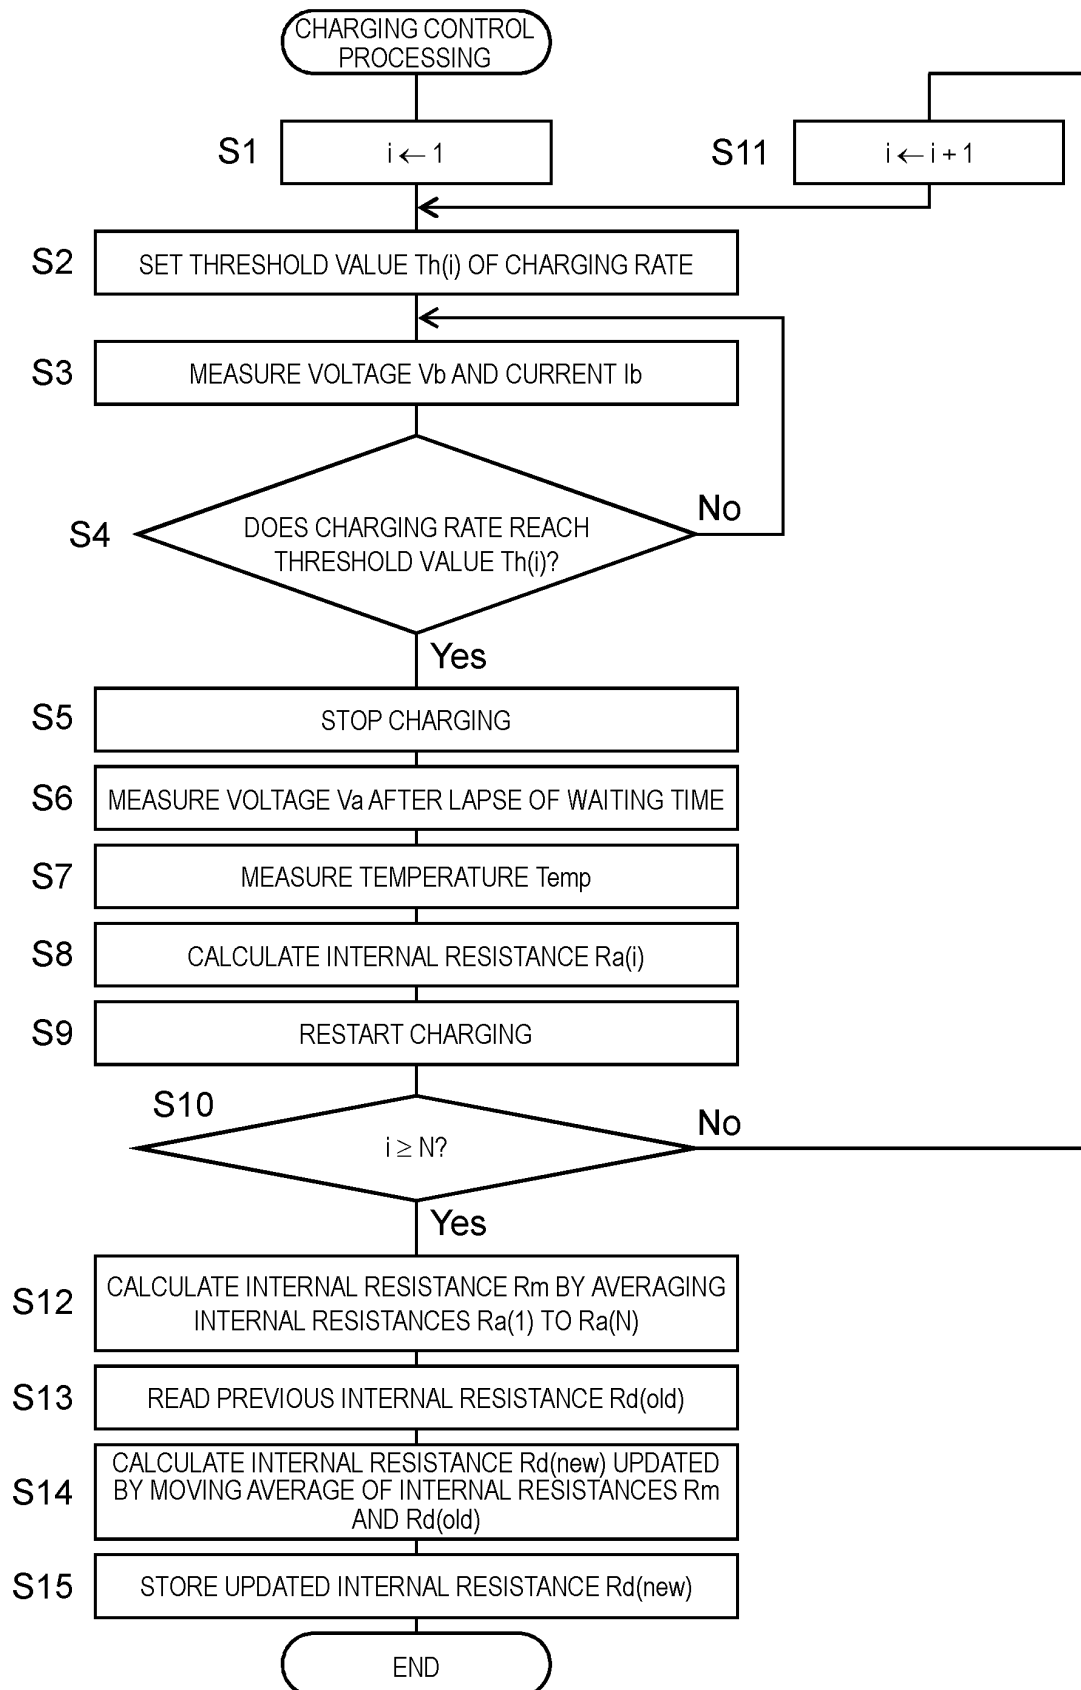 CHARGING CONTROL
PROCESSING
S1
i ← 1
S11
i ← i + 1
S2
SET THRESHOLD VALUE Th(i) OF CHARGING RATE
S3
MEASURE VOLTAGE Vb AND CURRENT Ib
S4
DOES CHARGING RATE REACH
THRESHOLD VALUE Th(i)?
No
Yes
S5
STOP CHARGING
S6
MEASURE VOLTAGE Va AFTER LAPSE OF WAITING TIME
S7
MEASURE TEMPERATURE Temp
S8
CALCULATE INTERNAL RESISTANCE Ra(i)
S9
RESTART CHARGING
S10
i ≥ N?
No
Yes
S12
CALCULATE INTERNAL RESISTANCE Rm BY AVERAGING
INTERNAL RESISTANCES Ra(1) TO Ra(N)
S13
READ PREVIOUS INTERNAL RESISTANCE Rd(old)
S14
CALCULATE INTERNAL RESISTANCE Rd(new) UPDATED
BY MOVING AVERAGE OF INTERNAL RESISTANCES Rm
AND Rd(old)
S15
STORE UPDATED INTERNAL RESISTANCE Rd(new)
END